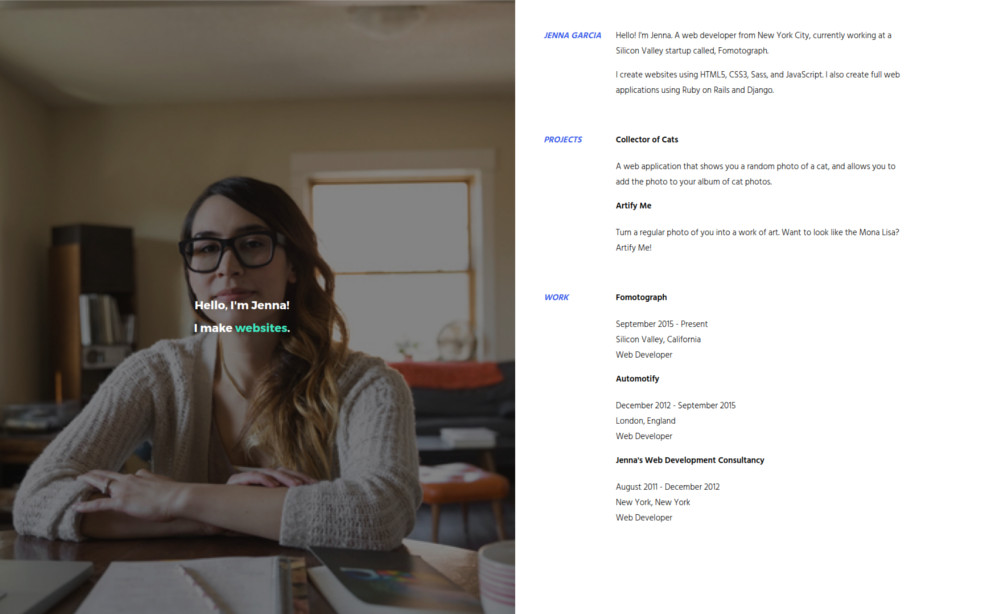 Hello, I'm Jenna!
I make websites.
JENNA GARCIA
Hello! I'm Jenna. A web developer from New York City, currently working at a
Silicon Valley startup called, Fomotograph.
I create websites using HTML5, CSS3, Sass, and JavaScript. I also create full web
applications using Ruby on Rails and Django.
PROJECTS
Collector of Cats
A web application that shows you a random photo of a cat, and allows you to
add the photo to your album of cat photos.
Artify Me
Turn a regular photo of you into a work of art. Want to look like the Mona Lisa?
Artify Me!
WORK
Fomotograph
September 2015 - Present
Silicon Valley, California
Web Developer
Automotify
December 2012 - September 2015
London, England
Web Developer
Jenna's Web Development Consultancy
August 2011 - December 2012
New York, New York
Web Developer